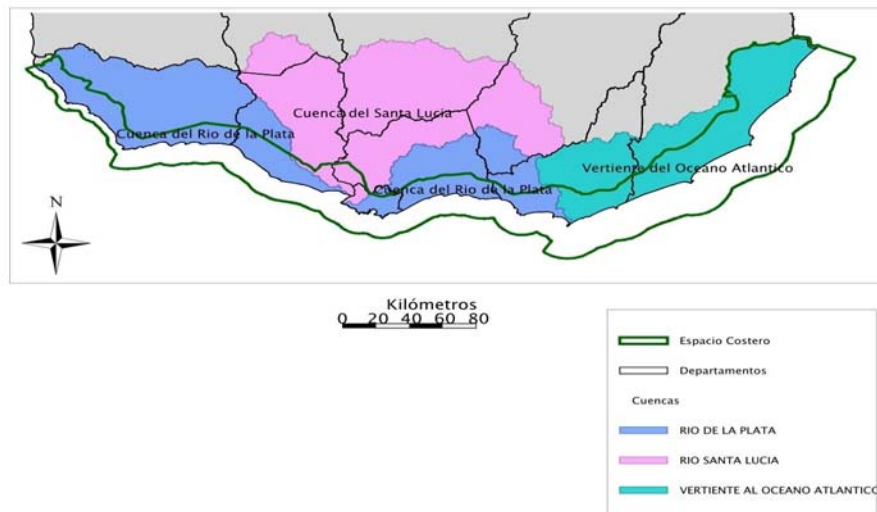 Cuenca del Santa Lucia
Cuenca del Rio de la Plata
Vertiente del Oceano Atlantico
Cuenca del Rio de la Plata
N
Kilómetros
0 20 40 60 80
Espacio Costero
Departamentos
Cuencas
RIO DE LA PLATA
RIO SANTA LUCIA
VERTIENTE AL OCEANO ATLANTICO